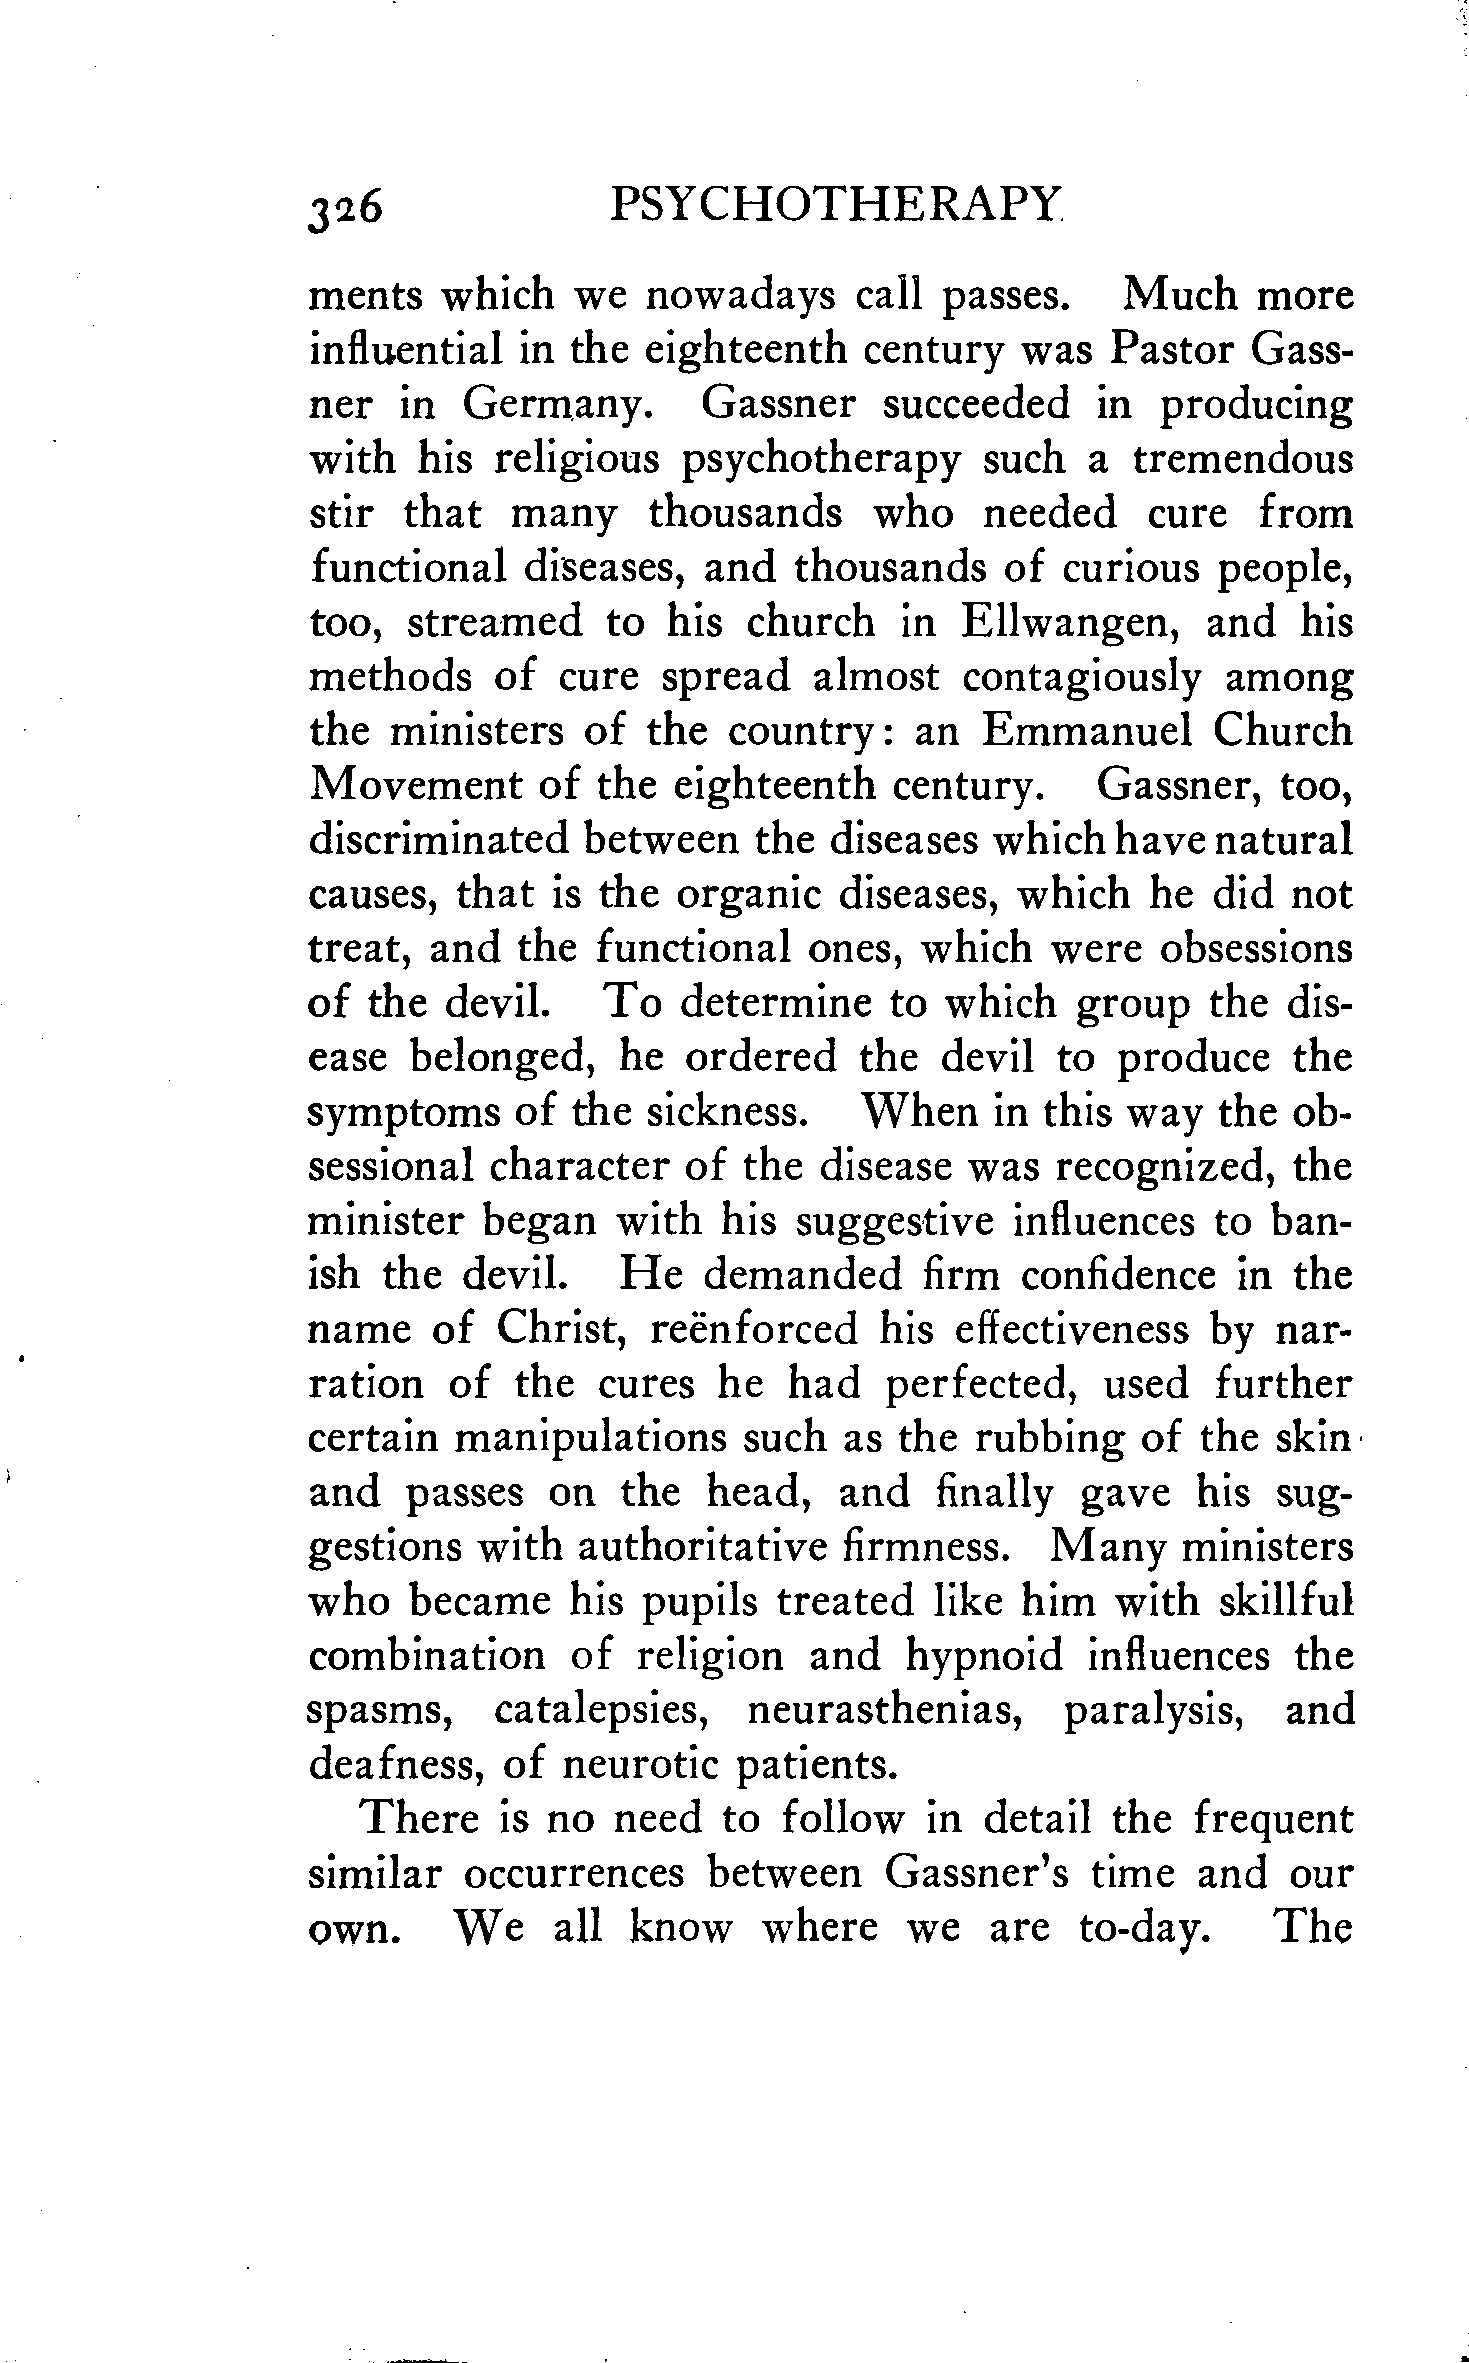 326 PSYCHOTHERAPY
ments which we nowadays call passes. Much more
influential in the eighteenth century was Pastor Gass-
ner in Germany. Gassner succeeded in producing
with his religious psychotherapy such a tremendous
stir that many thousands who needed cure from
functional diseases, and thousands of curious people,
too, streamed to his church in Ellwangen, and his
methods of cure spread almost contagiously among
the ministers of the country: an Emmanuel Church
Movement of the eighteenth century. Gassner, too,
discriminated between the diseases which have natural
causes, that is the organic diseases, which he did not
treat, and the functional ones, which were obsessions
of the devil. To determine to which group the dis-
ease belonged, he ordered the devil to produce the
symptoms of the sickness. When in this way the ob-
sessional character of the disease was recognized, the
minister began with his suggestive influences to ban-
ish the devil. He demanded firm confidence in the
name of Christ, reënforced his effectiveness by nar-
ration of the cures he had perfected, used further
certain manipulations such as the rubbing of the skin
and passes on the head, and finally gave his sug-
gestions with authoritative firmness. Many ministers
who became his pupils treated like him with skillful
combination of religion and hypnoid influences the
spasms, catalepsies, neurasthenias, paralysis, and
deafness, of neurotic patients.
There is no need to follow in detail the frequent
similar occurrences between Gassner's time and our
own. We all know where we are to-day. The